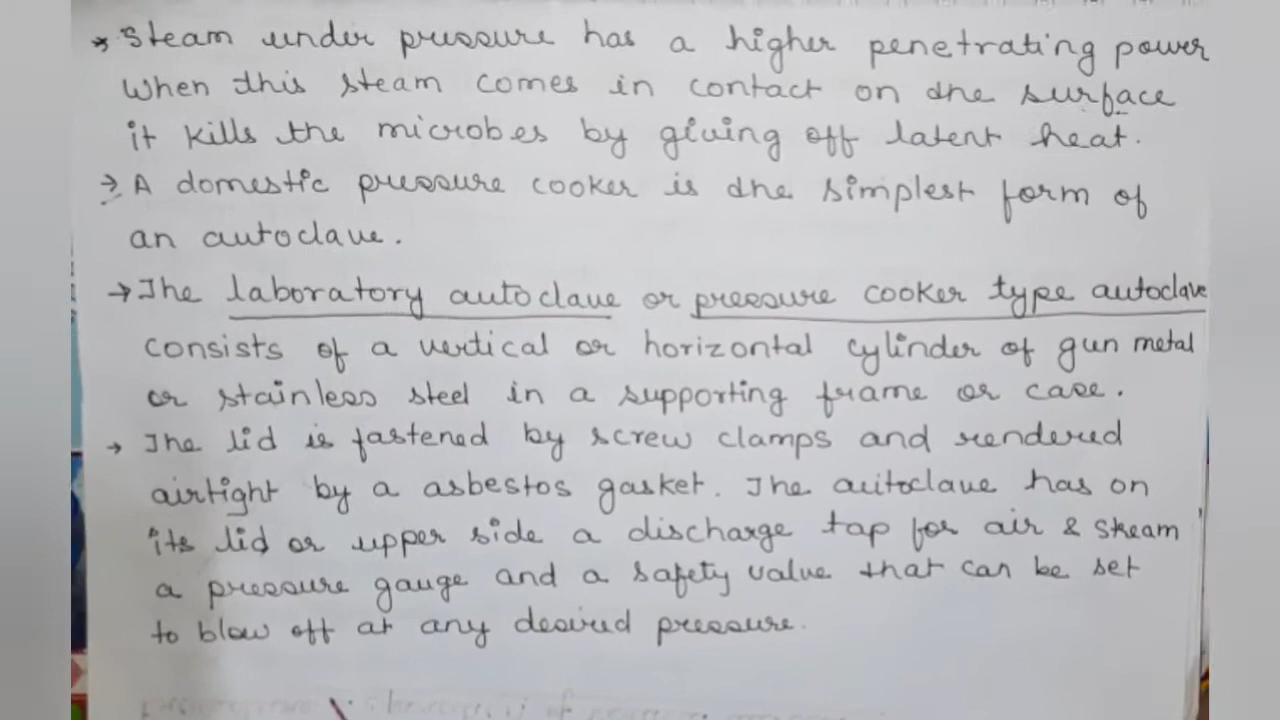 → Steam under pressure has a higher penetrating power
When this steam comes in contact on the surface
it kills the microbes by giving off latent heat.
→ A domestic pressure cooker is the simplest form of
an autoclave.
→ The laboratory autoclave or pressure cooker type autoclave
consists of a vertical or horizontal cylinder of gun metal
or stainless steel in a supporting frame or case.
→ The lid is fastened by screw clamps and rendered
airtight by a asbestos gasket. The autoclave has on
its lid or upper side a discharge tap for air & steam
a pressure gauge and a safety value that can be set
to blow off at any desired pressure.